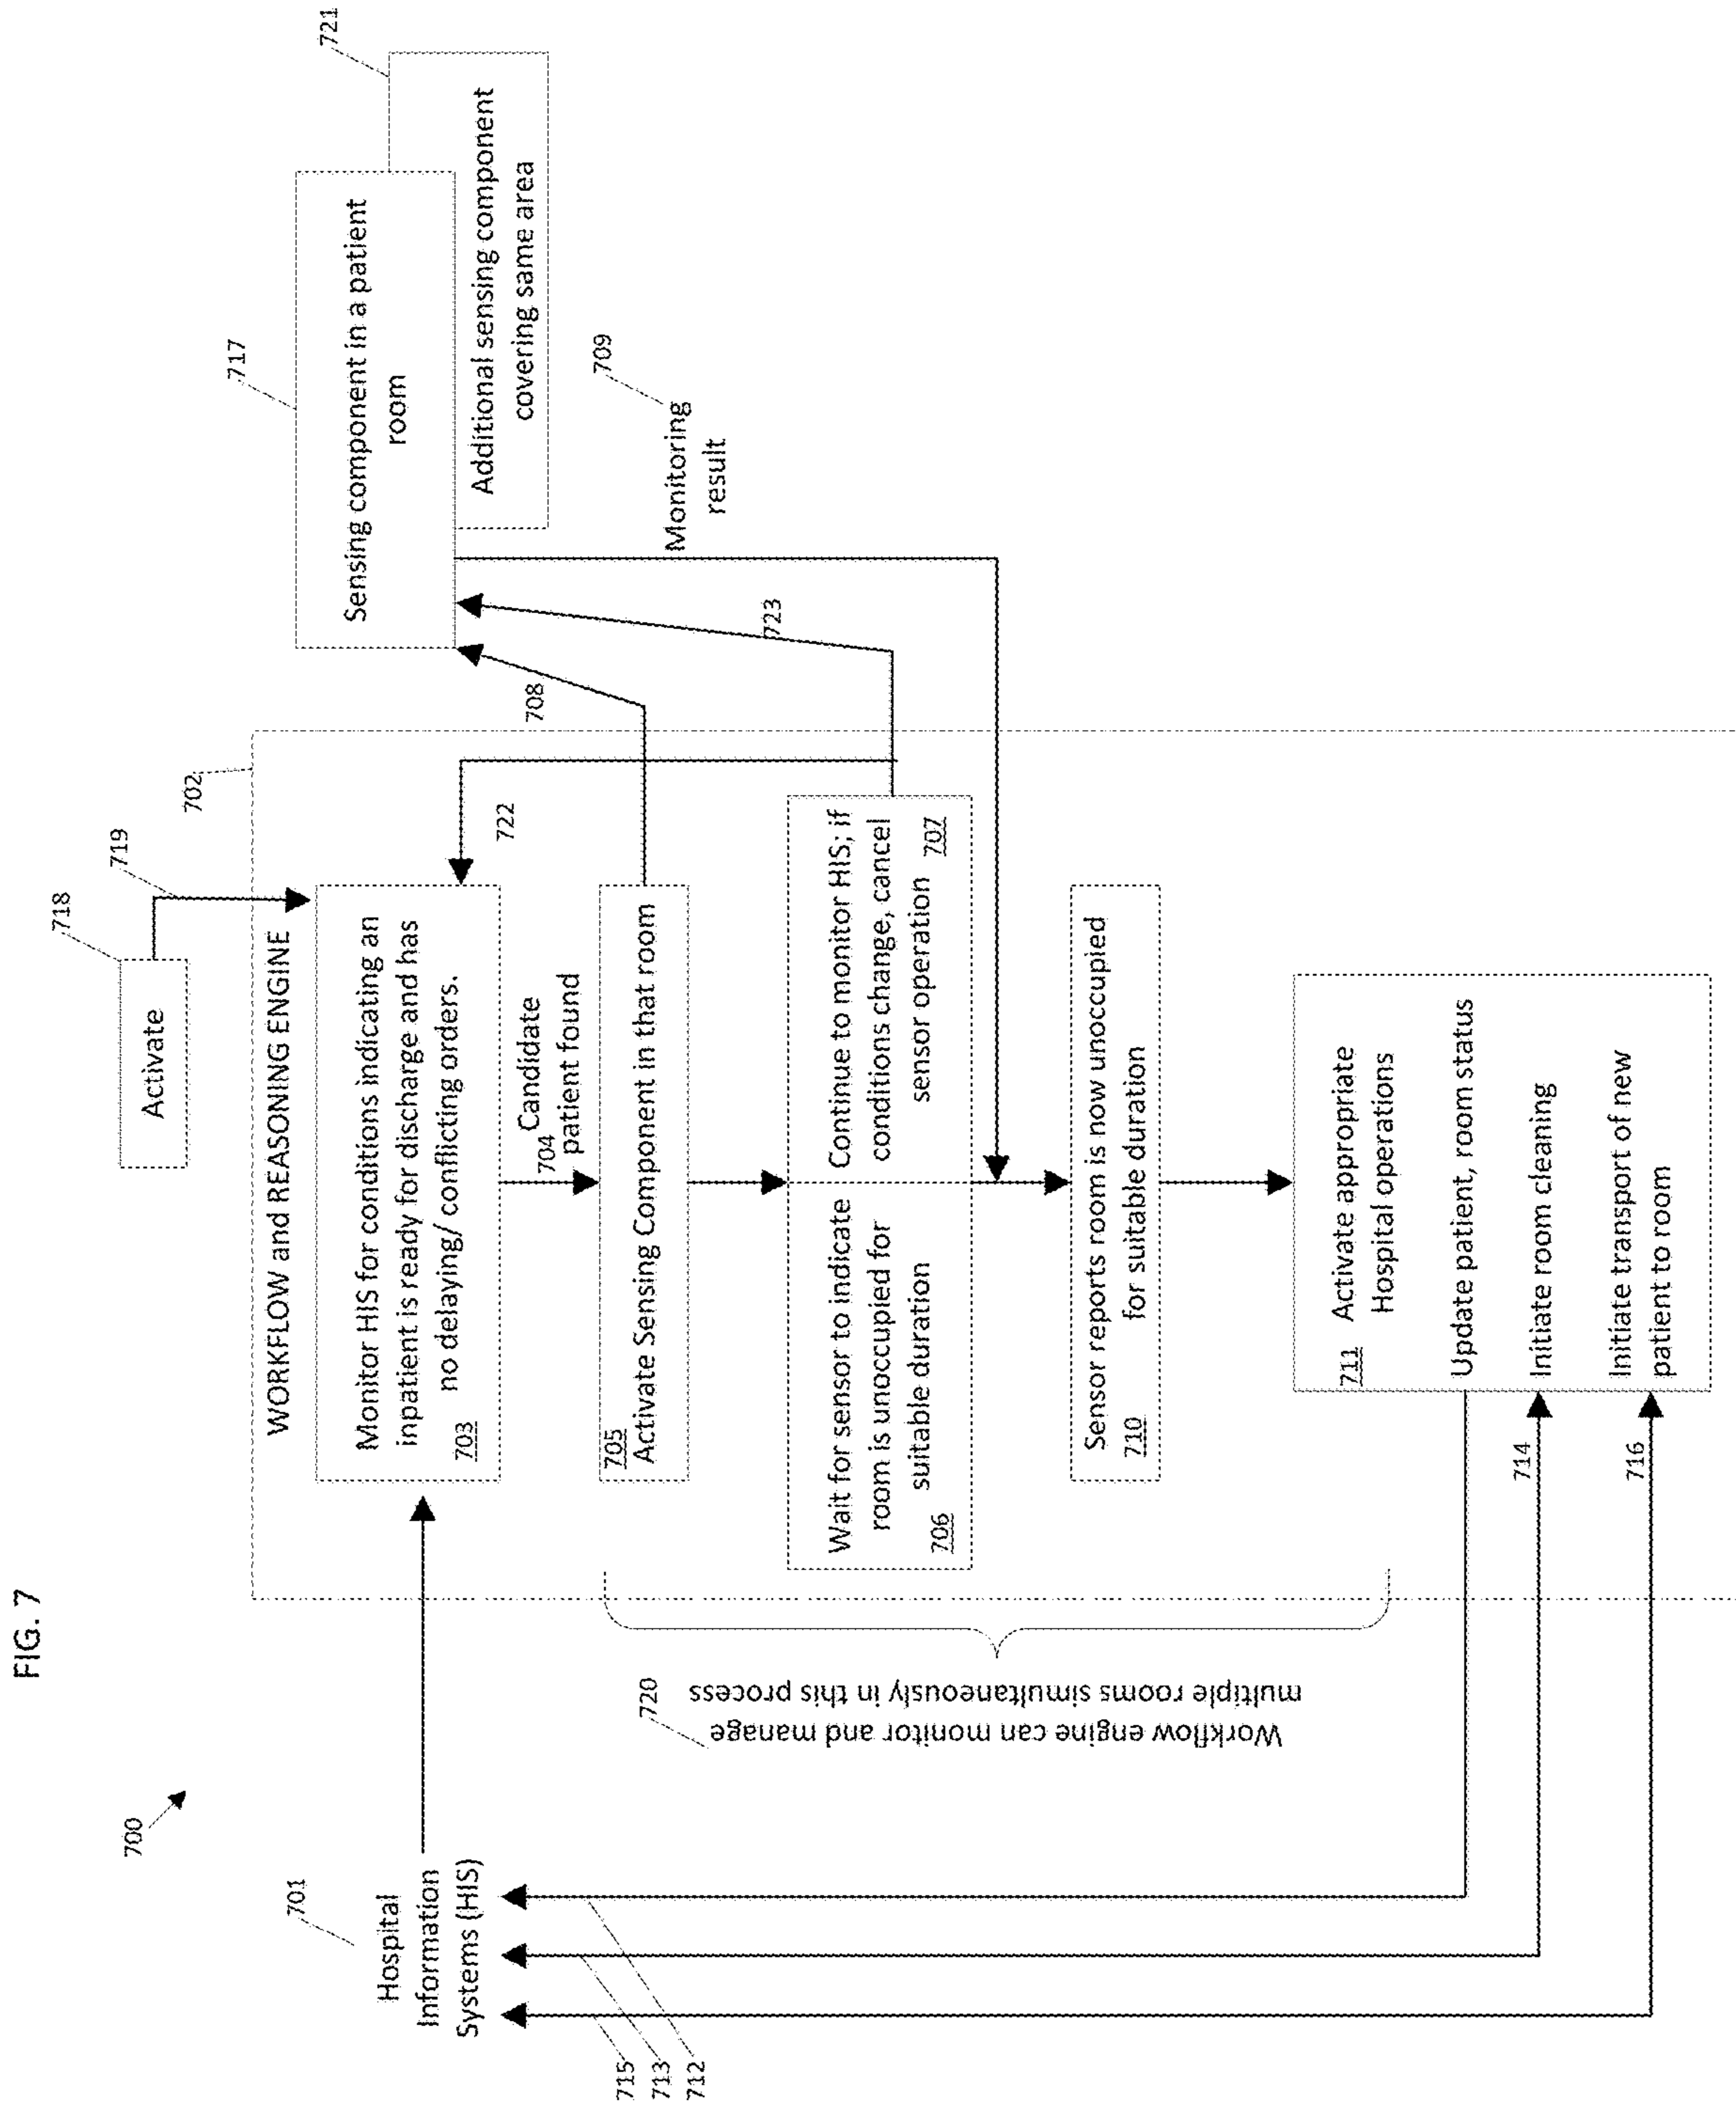 FIG. 7
700
701
Hospital
Information
Systems (HIS)
715
713
712
718
Activate
719
702
WORKFLOW and REASONING ENGINE
Monitor HIS for conditions indicating an
inpatient is ready for discharge and has
no delaying/ conflicting orders.
703
722
704
Candidate
patient found
705
Activate Sensing Component in that room
708
717
Sensing component in a patient
room
721
Additional sensing component
covering same area
709
Monitoring
result
723
Wait for sensor to indicate
room is unoccupied for
suitable duration
706
Continue to monitor HIS; if
conditions change, cancel
sensor operation
707
720
Workflow engine can monitor and manage
multiple rooms simultaneously in this process
Sensor reports room is now unoccupied
for suitable duration
710
711 Activate appropriate
Hospital operations
Update patient, room status
Initiate room cleaning
Initiate transport of new
patient to room
714
716